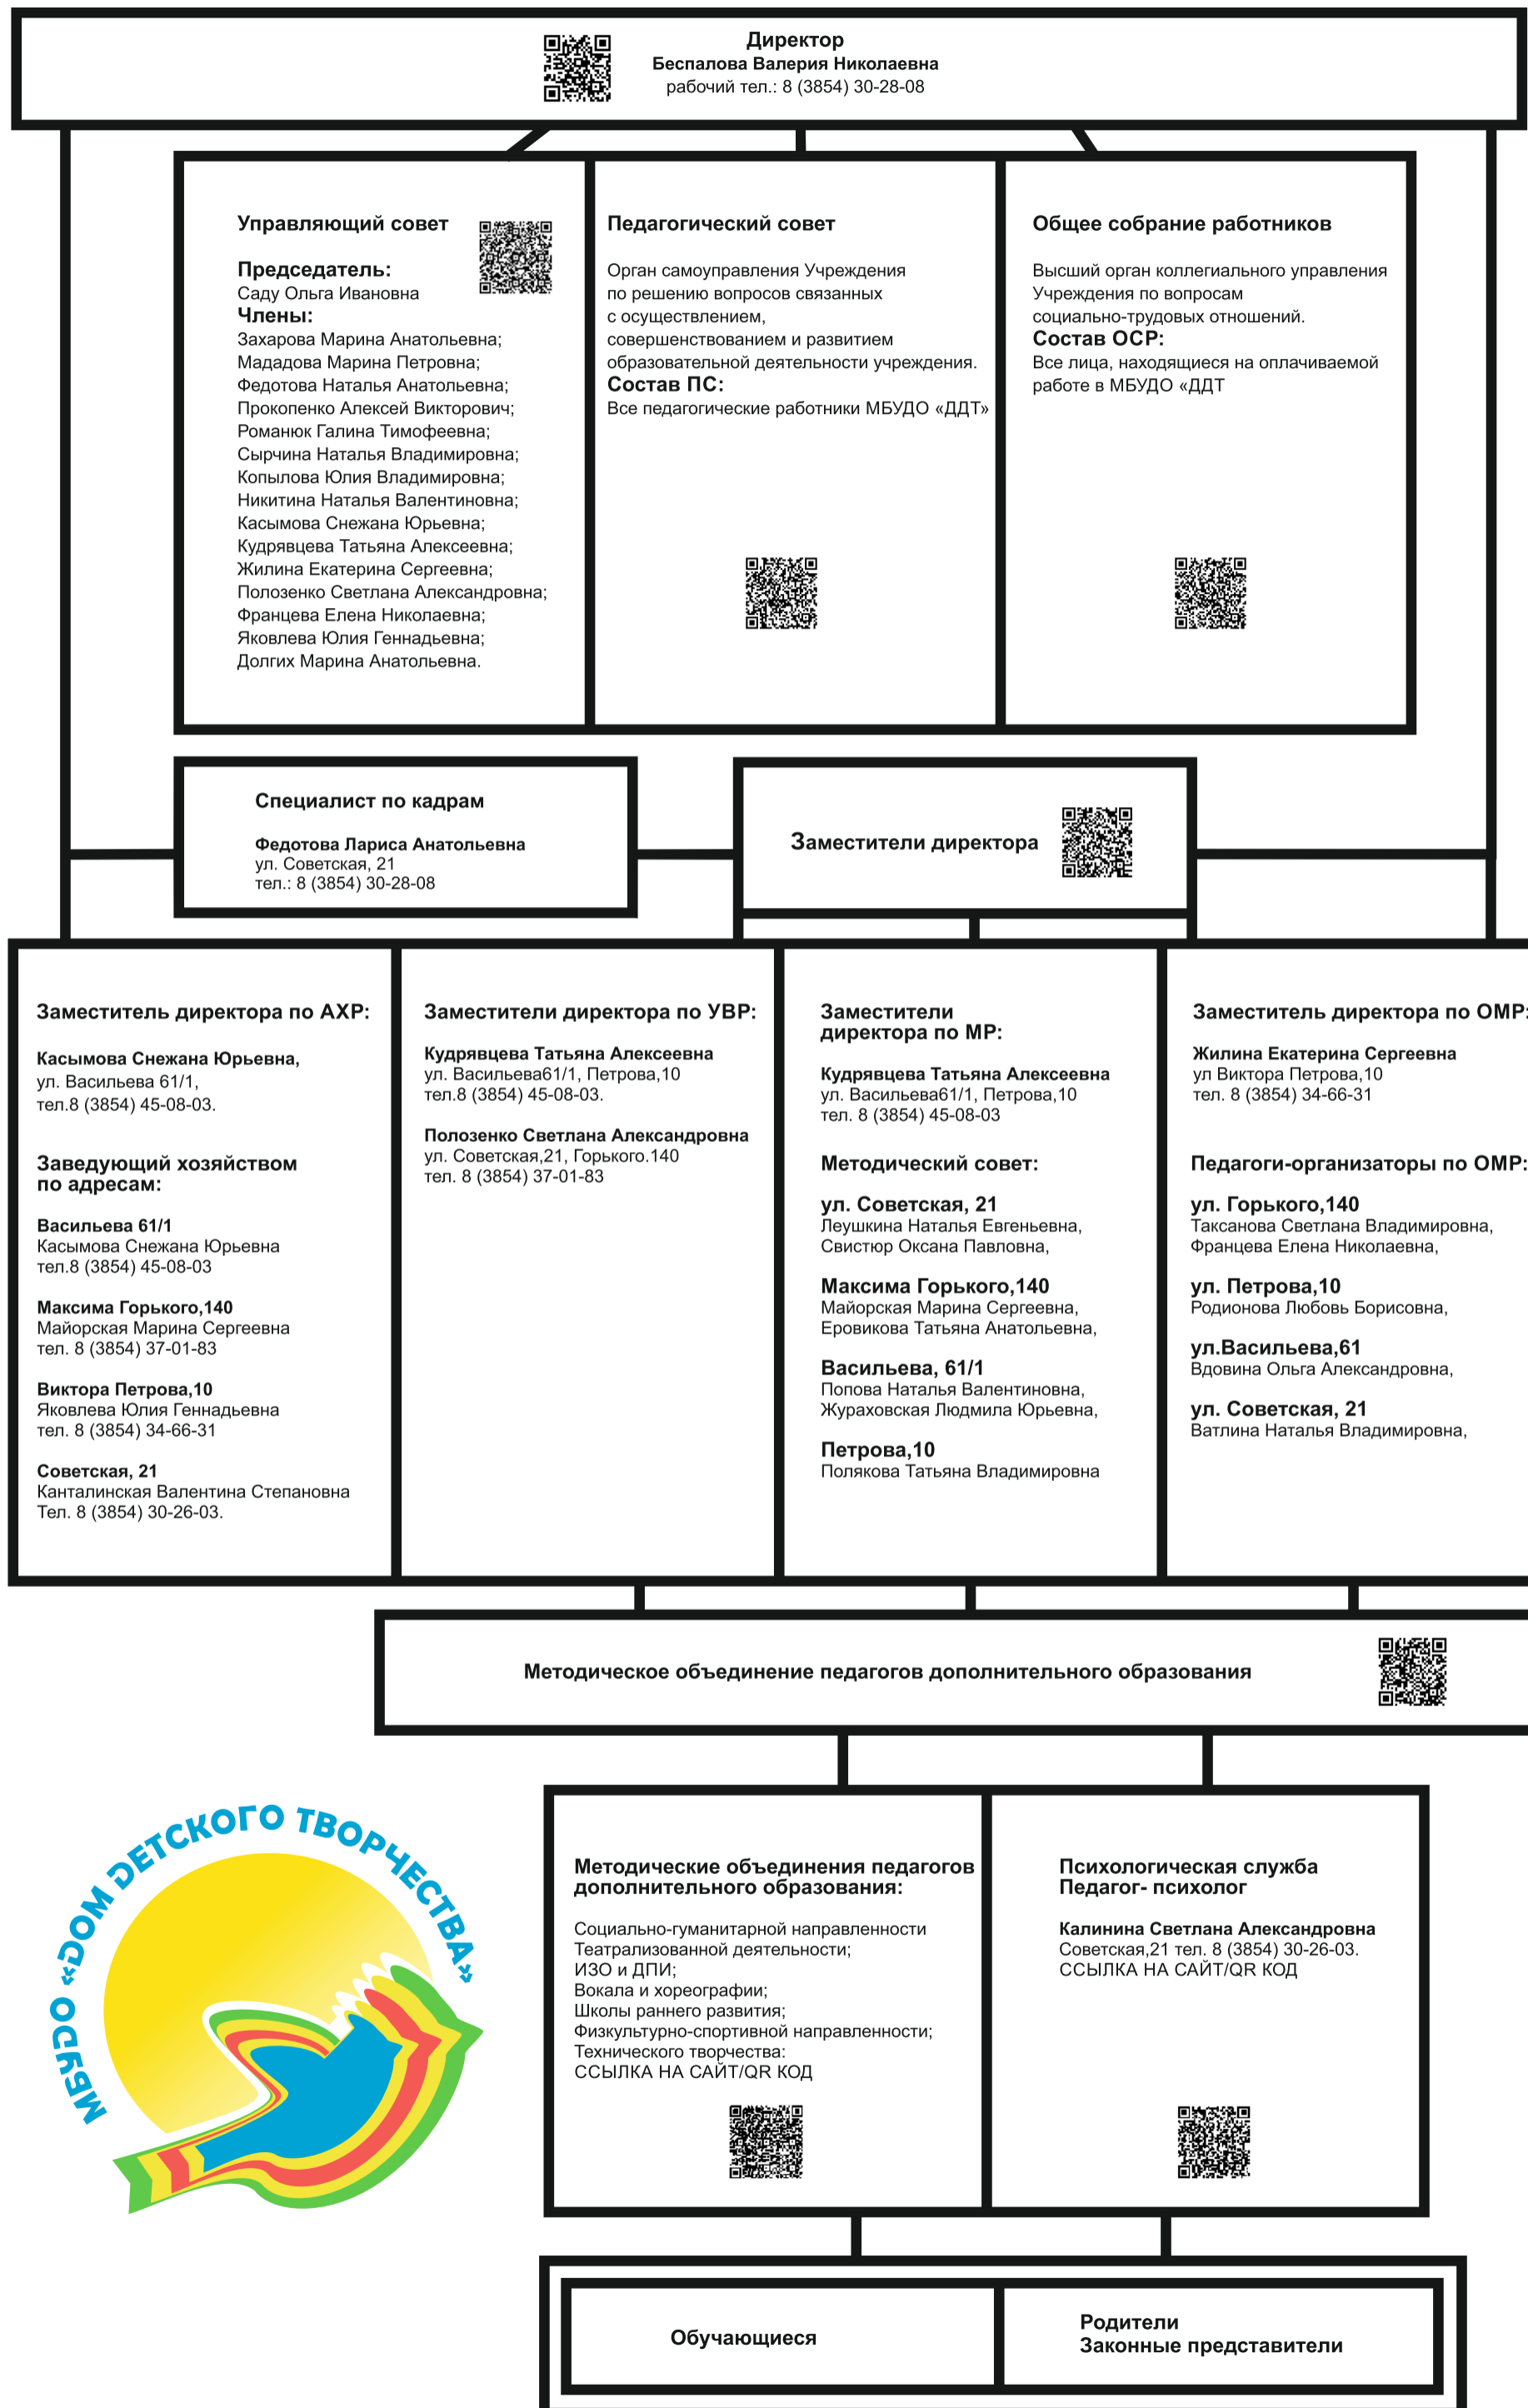 Директор
Беспалова Валерия Николаевна
рабочий тел.: 8 (3854) 30-28-08
Управляющий совет
Председатель:
Саду Ольга Ивановна
Члены:
Захарова Марина Анатольевна;
Мададова Марина Петровна;
Федотова Наталья Анатольевна;
Прокопенко Алексей Викторович;
Романюк Галина Тимофеевна;
Сырчина Наталья Владимировна;
Копылова Юлия Владимировна;
Никитина Наталья Валентиновна;
Касымова Снежана Юрьевна;
Кудрявцева Татьяна Алексеевна;
Жилина Екатерина Сергеевна;
Полозенко Светлана Александровна;
Францева Елена Николаевна;
Яковлева Юлия Геннадьевна;
Долгих Марина Анатольевна.
Педагогический совет
Орган самоуправления Учреждения
по решению вопросов связанных
с осуществлением,
совершенствованием и развитием
образовательной деятельности учреждения.
Состав ПС:
Все педагогические работники МБУДО «ДДТ»
Общее собрание работников
Высший орган коллегиального управления
Учреждения по вопросам
социально-трудовых отношений.
Состав ОСР:
Все лица, находящиеся на оплачиваемой
работе в МБУДО «ДДТ
Специалист по кадрам
Федотова Лариса Анатольевна
ул. Советская, 21
тел.: 8 (3854) 30-28-08
Заместители директора
Заместитель директора по АХР:
Касымова Снежана Юрьевна,
ул. Васильева 61/1,
тел.8 (3854) 45-08-03.
Заведующий хозяйством
по адресам:
Васильева 61/1
Касымова Снежана Юрьевна
тел.8 (3854) 45-08-03
Максима Горького,140
Майорская Марина Сергеевна
тел. 8 (3854) 37-01-83
Виктора Петрова,10
Яковлева Юлия Геннадьевна
тел. 8 (3854) 34-66-31
Советская, 21
Канталинская Валентина Степановна
Тел. 8 (3854) 30-26-03.
Заместители директора по УВР:
Кудрявцева Татьяна Алексеевна
ул. Васильева61/1, Петрова,10
тел.8 (3854) 45-08-03.
Полозенко Светлана Александровна
ул. Советская,21, Горького.140
тел. 8 (3854) 37-01-83
Заместители
директора по МР:
Кудрявцева Татьяна Алексеевна
ул. Васильева61/1, Петрова,10
тел. 8 (3854) 45-08-03
Методический совет:
ул. Советская, 21
Леушкина Наталья Евгеньевна,
Свистюр Оксана Павловна,
Максима Горького,140
Майорская Марина Сергеевна,
Еровикова Татьяна Анатольевна,
Васильева, 61/1
Попова Наталья Валентиновна,
Жураховская Людмила Юрьевна,
Петрова,10
Полякова Татьяна Владимировна
Заместитель директора по ОМР:
Жилина Екатерина Сергеевна
ул Виктора Петрова,10
тел. 8 (3854) 34-66-31
Педагоги-организаторы по ОМР:
ул. Горького,140
Таксанова Светлана Владимировна,
Францева Елена Николаевна,
ул. Петрова,10
Родионова Любовь Борисовна,
ул.Васильева,61
Вдовина Ольга Александровна,
ул. Советская, 21
Ватлина Наталья Владимировна,
Методическое объединение педагогов дополнительного образования
МБУДО «ДОМ ДЕТСКОГО ТВОРЧЕСТВА»
Методические объединения педагогов
дополнительного образования:
Социально-гуманитарной направленности
Театрализованной деятельности;
ИЗО и ДПИ;
Вокала и хореографии;
Школы раннего развития;
Физкультурно-спортивной направленности;
Технического творчества:
ССЫЛКА НА САЙТ/QR КОД
Психологическая служба
Педагог- психолог
Калинина Светлана Александровна
Советская,21 тел. 8 (3854) 30-26-03.
ССЫЛКА НА САЙТ/QR КОД
Обучающиеся
Родители
Законные представители